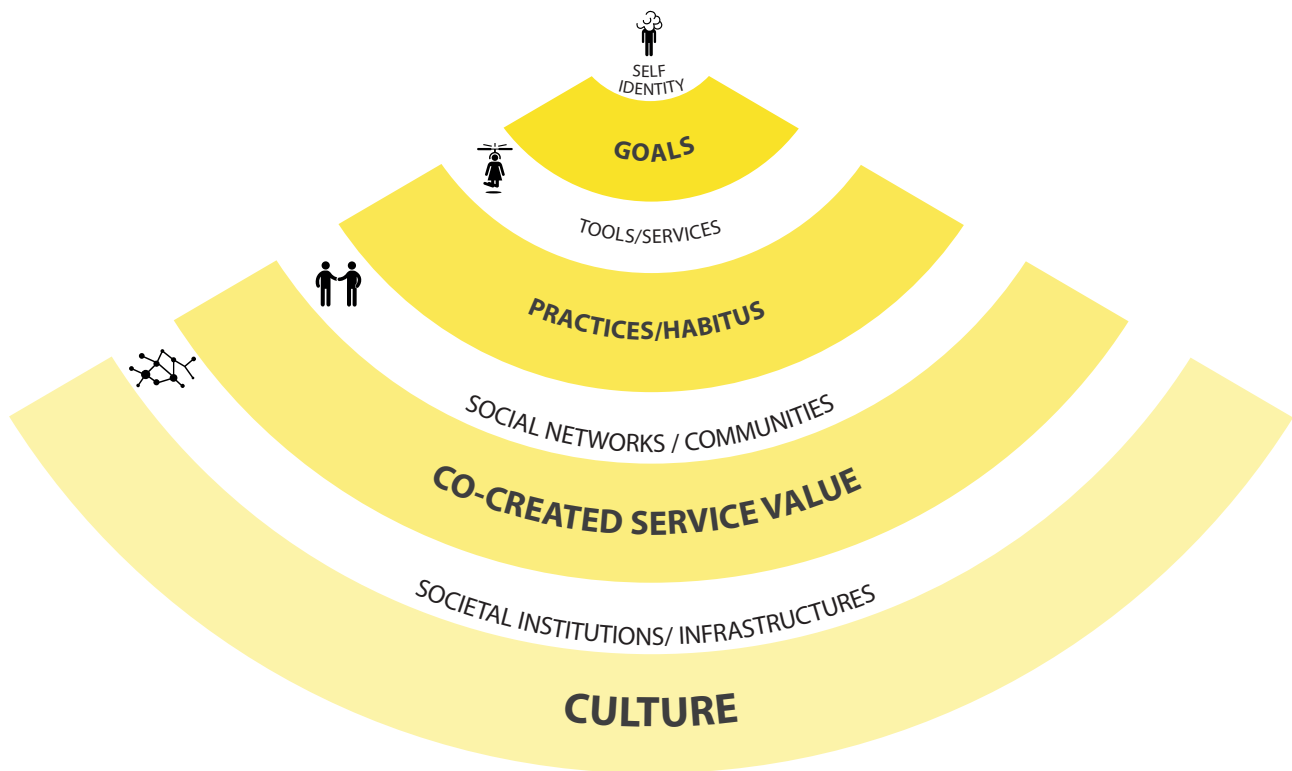 SELF
IDENTITY
GOALS
TOOLS/SERVICES
PRACTICES/HABITUS
SOCIAL NETWORKS / COMMUNITIES
CO-CREATED SERVICE VALUE
SOCIETAL INSTITUTIONS/ INFRASTRUCTURES
CULTURE